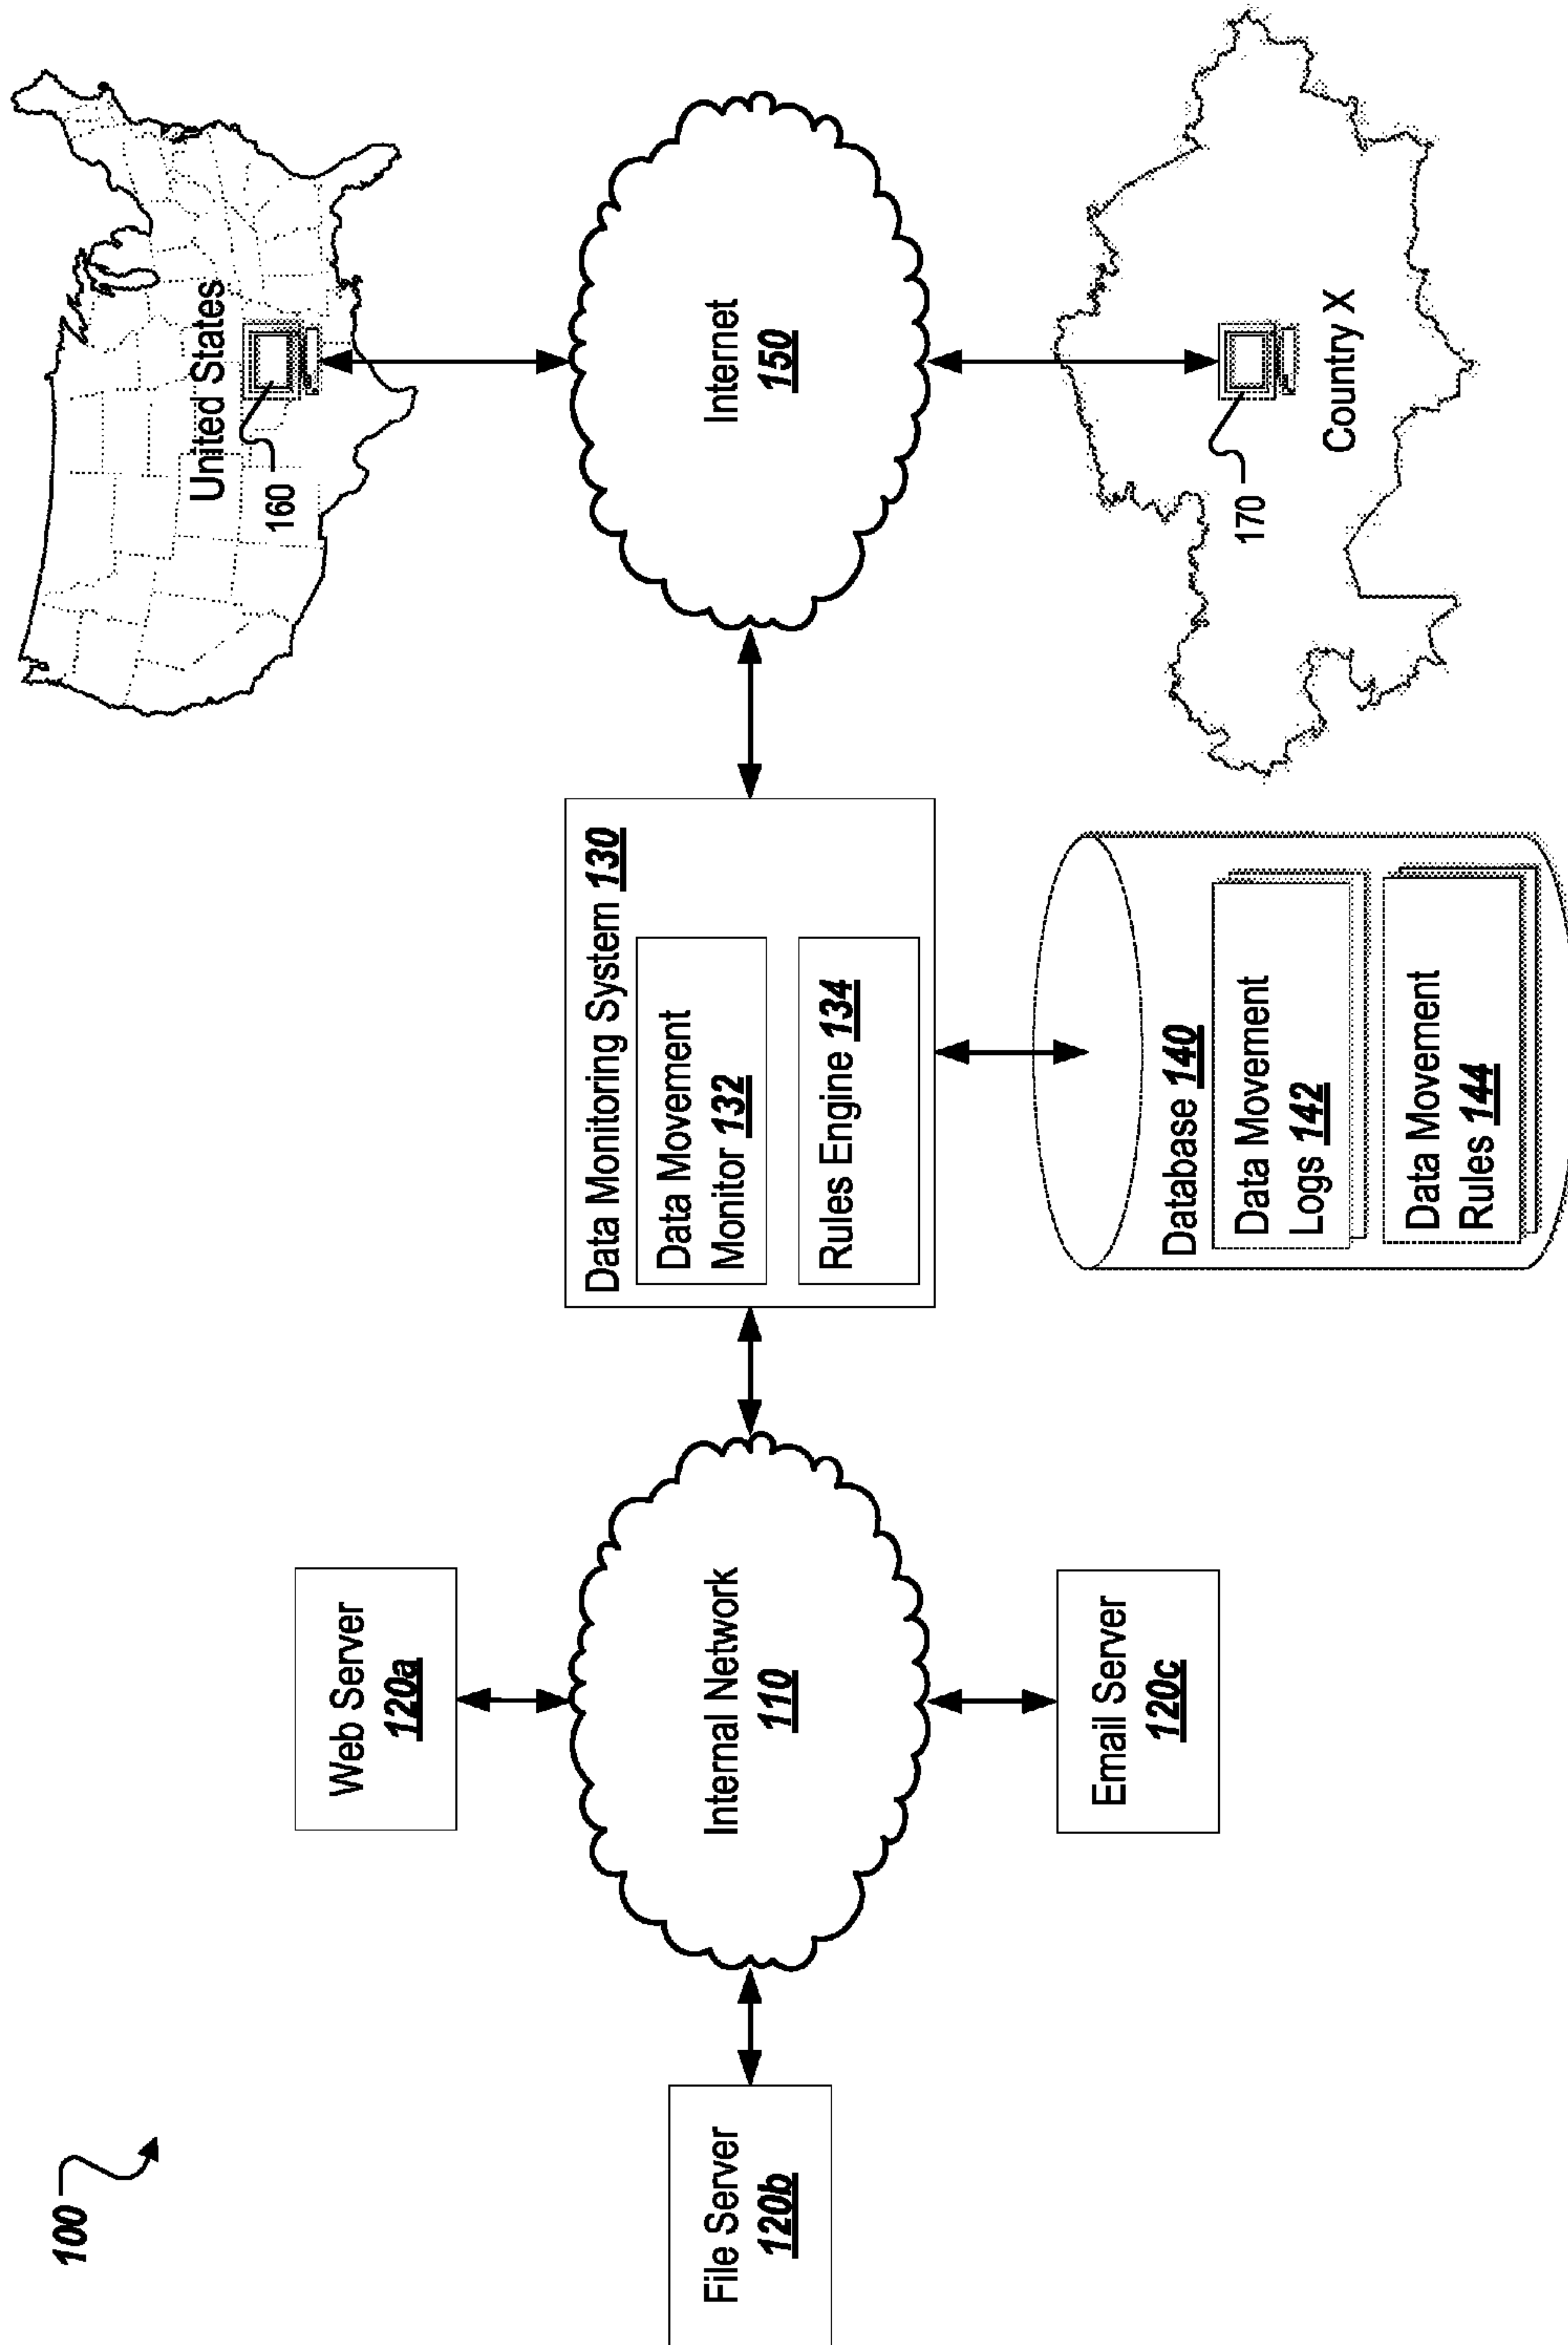 100
File Server
120b
Web Server
120a
Internal Network
110
Email Server
120c
Data Monitoring System 130
Data Movement
Monitor 132
Rules Engine 134
Database 140
Data Movement
Logs 142
Data Movement
Rules 144
Internet
150
United States
160
170
Country X